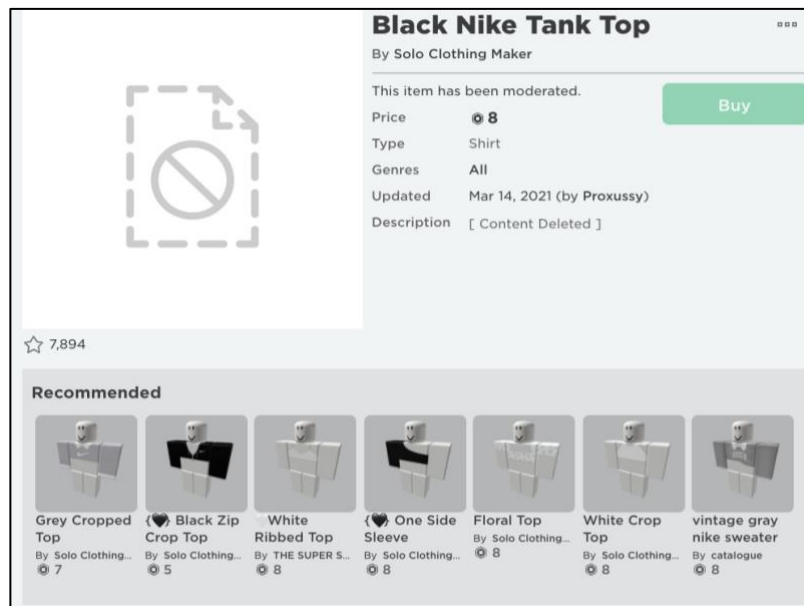 Black Nike Tank Top
By Solo Clothing Maker
This item has been moderated.
Buy
Price 8
Type Shirt
Genres All
Updated Mar 14, 2021 (by Proxussy)
Description [ Content Deleted ]
7,894
Recommended
Grey Cropped Top
By Solo Clothing...
7
{🖤} Black Zip Crop Top
By Solo Clothing...
5
🤍White Ribbed Top
By THE SUPER S...
8
{🖤} One Side Sleeve
By Solo Clothing...
8
Floral Top
By Solo Clothing...
8
White Crop Top
By Solo Clothing...
8
vintage gray nike sweater
By catalogue
8